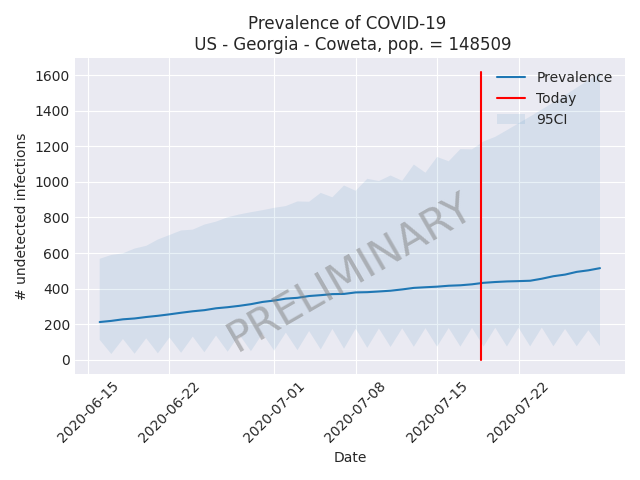 Prevalence of COVID-19
US - Georgia - Coweta, pop. = 148509
1600
1400
1200
1000
800
600
400
200
0
# undetected infections
Prevalence
Today
95CI
PRELIMINARY
2020-06-15
2020-06-22
2020-07-01
2020-07-08
2020-07-15
2020-07-22
Date